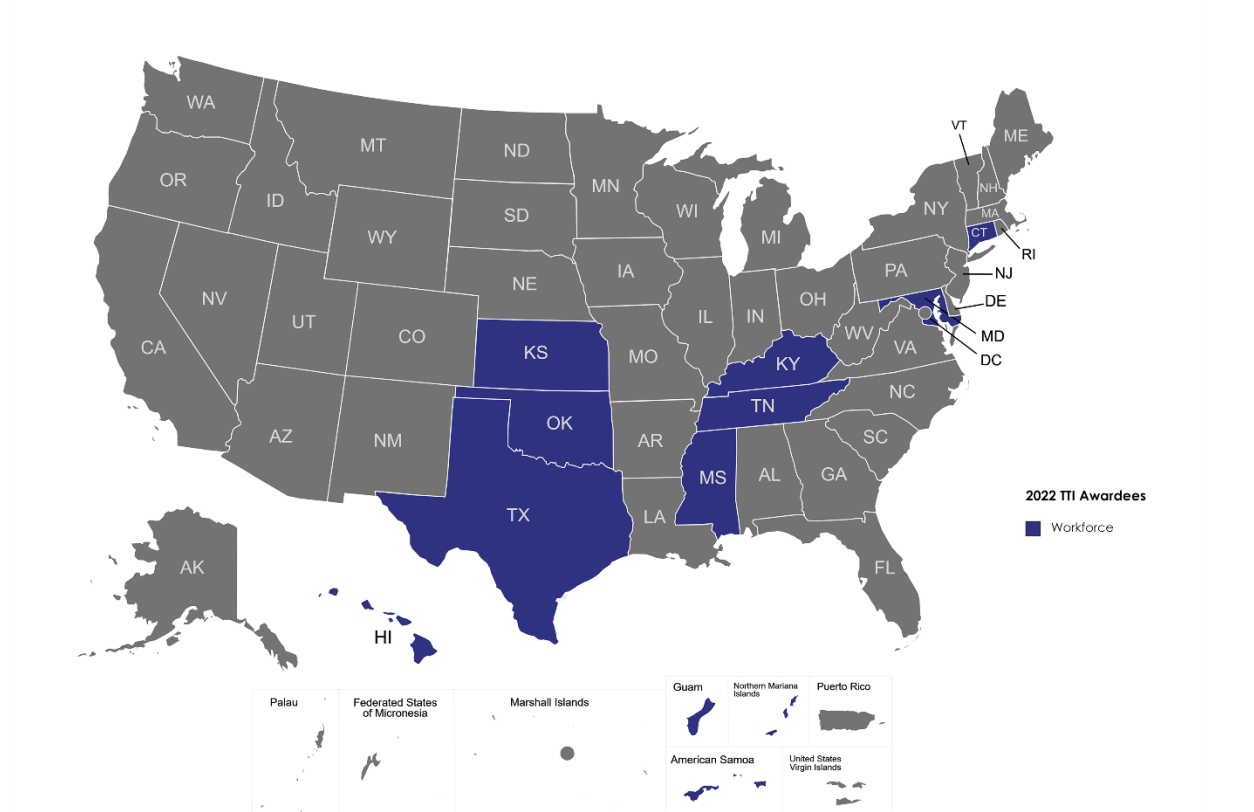 WA
MT
ND
MN
VT
ME
OR
ID
SD
WI
NH
NY
MA
WY
MI
CT
RI
IA
PA
NJ
NE
NV
OH
DE
IL
IN
UT
CO
WV
MD
CA
KS
MO
KY
VA
DC
NC
TN
AZ
NM
OK
AR
SC
MS
AL
GA
2022 TTI Awardees
TX
LA
Workforce
AK
FL
HI
Palau
Federated States
of Micronesia
Marshall Islands
Guam
Northern Mariana
Islands
Puerto Rico
American Samoa
United States
Virgin Islands